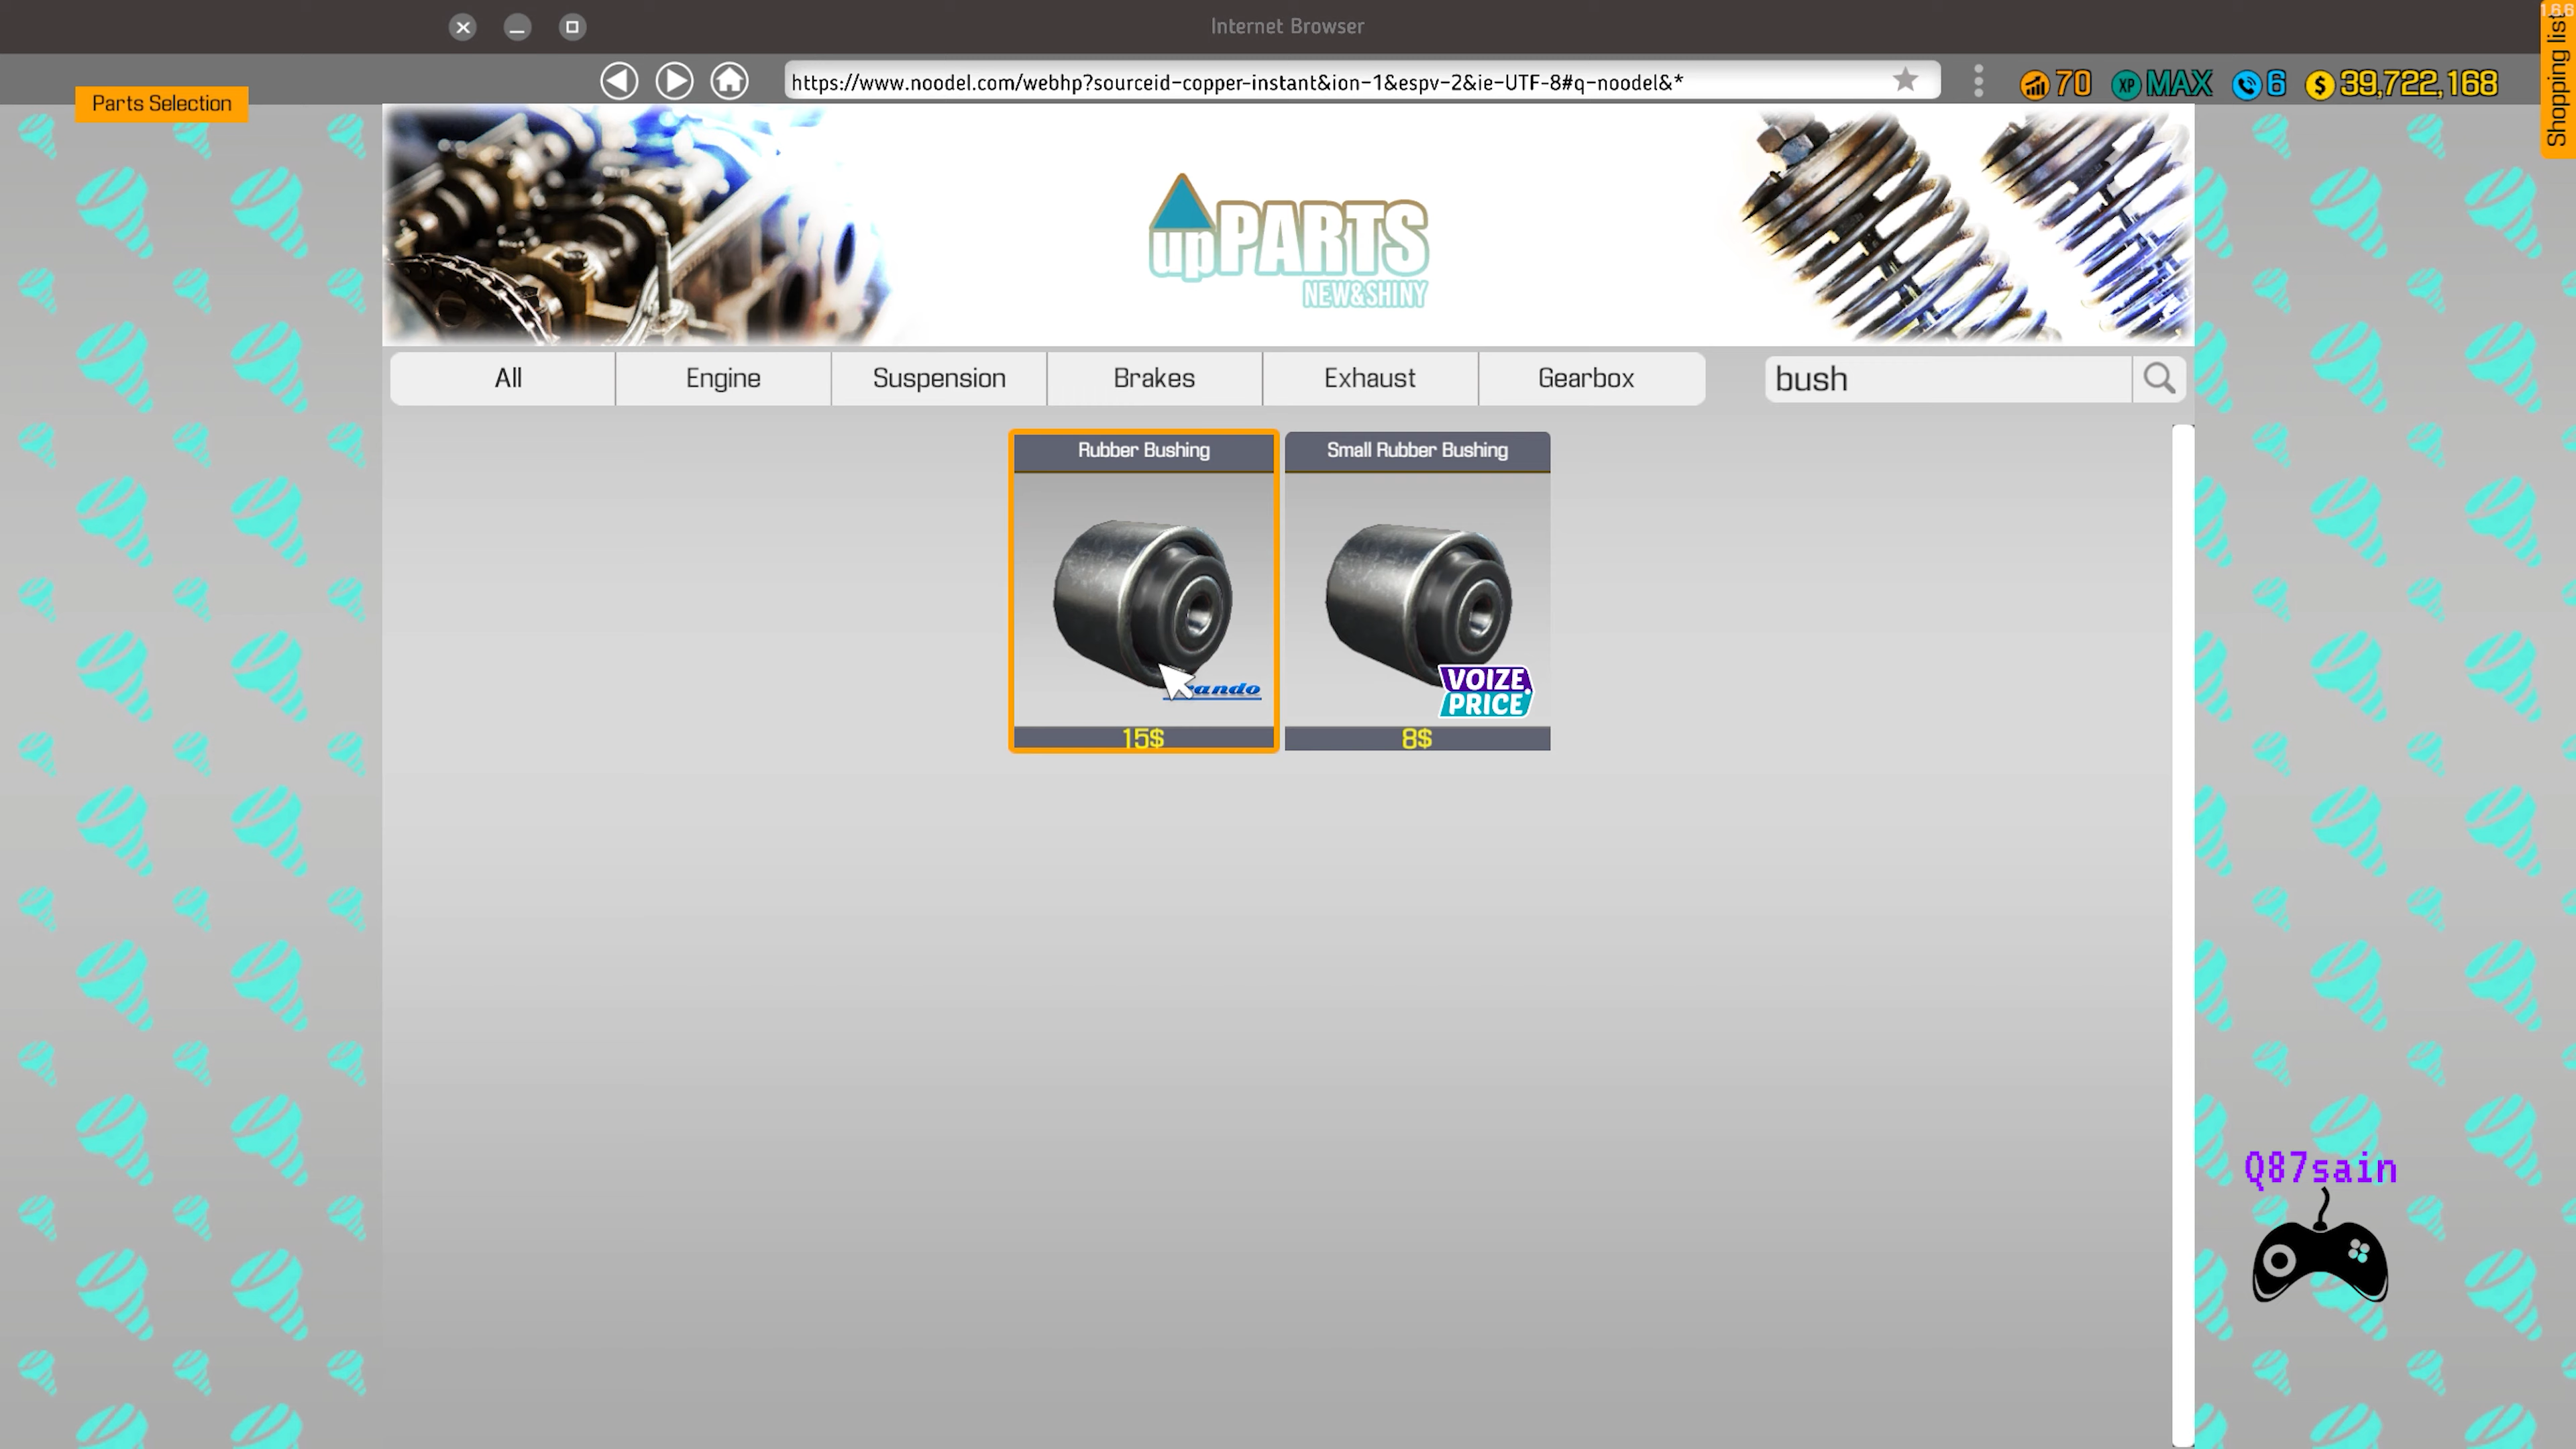 Internet Browser
186
https://www.noodel.com/webhp?sourceid-copper-instant&ion-1&espv-2&ie-UTF-8#q-noodel&*
70
XP MAX
6
$ 39,722,168
Shopping list
Parts Selection
upPARTS
NEW&SHINY
All
Engine
Suspension
Brakes
Exhaust
Gearbox
bush
Rubber Bushing
Small Rubber Bushing
VOIZE
PRICE
15$
8$
Q87sain